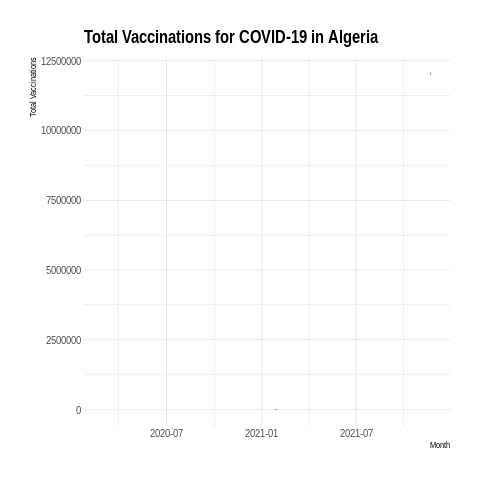 Total Vaccinations for COVID-19 in Algeria
Total Vaccinations
12500000
10000000
7500000
5000000
2500000
0
2020-07 2021-01 2021-07
Month